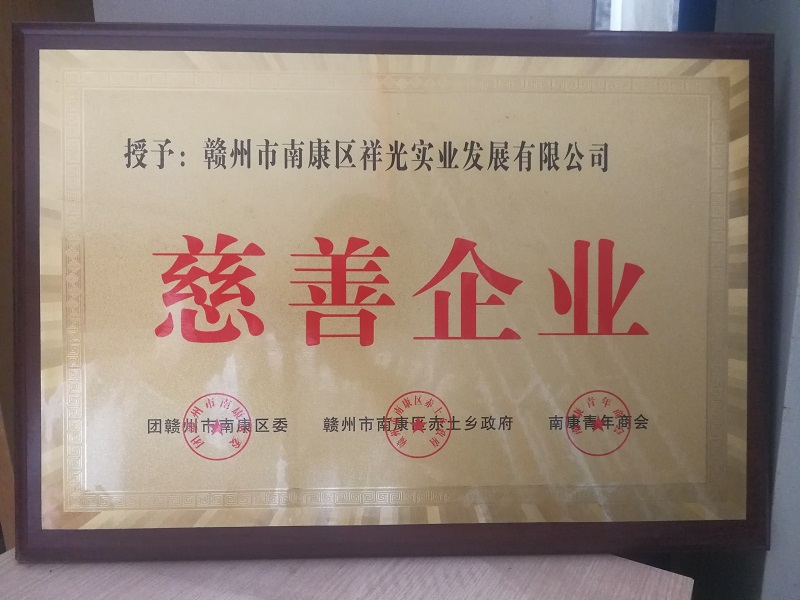 授予：赣州市南康区祥光实业发展有限公司
慈善企业
团赣州市南康区委 赣州市南康区赤土乡政府 南康青年商会